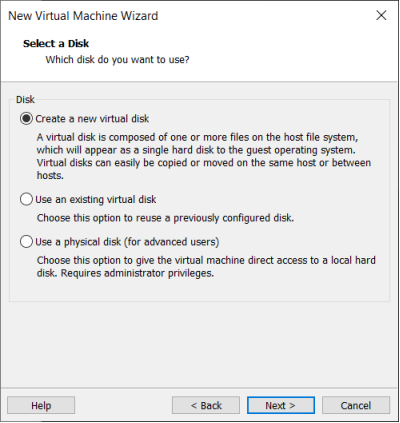 New Virtual Machine Wizard
Select a Disk
Which disk do you want to use?
Disk
Create a new virtual disk
A virtual disk is composed of one or more files on the host file system,
which will appear as a single hard disk to the guest operating system.
Virtual disks can easily be copied or moved on the same host or between
hosts.
Use an existing virtual disk
Choose this option to reuse a previously configured disk.
Use a physical disk (for advanced users)
Choose this option to give the virtual machine direct access to a local hard
disk. Requires administrator privileges.
Help
< Back
Next >
Cancel